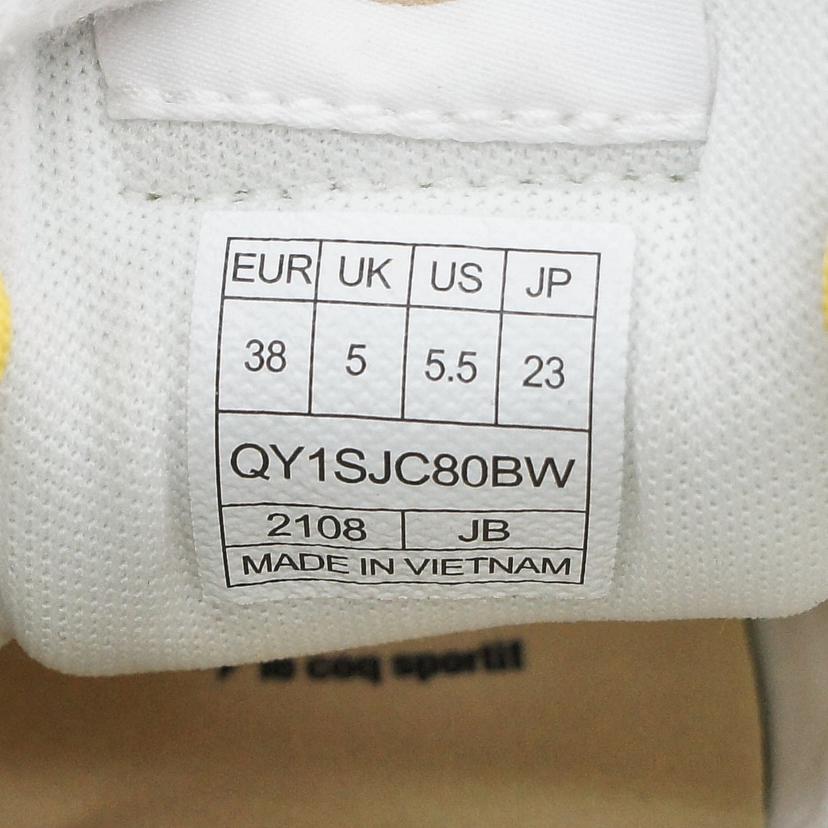 EUR UK US JP
38 5 5.5 23
QY1SJC80BW
2108 JB
MADE IN VIETNAM
le coq sportif